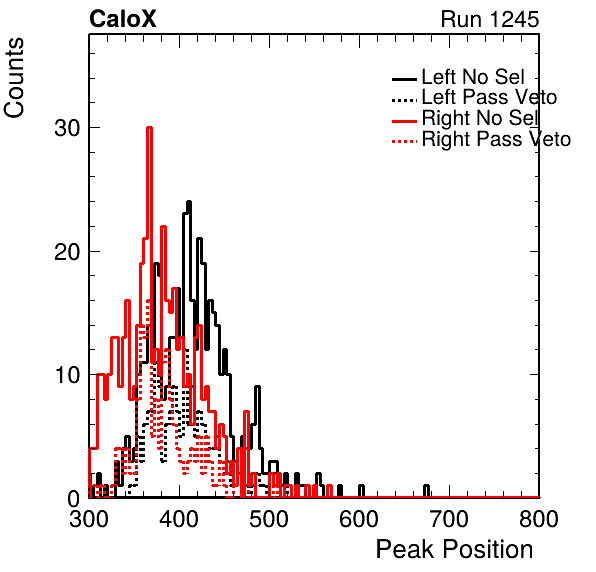 CaloX Run 1245
Counts
Left No Sel
Left Pass Veto
Right No Sel
Right Pass Veto
30
20
10
0
300 400 500 600 700 800
Peak Position